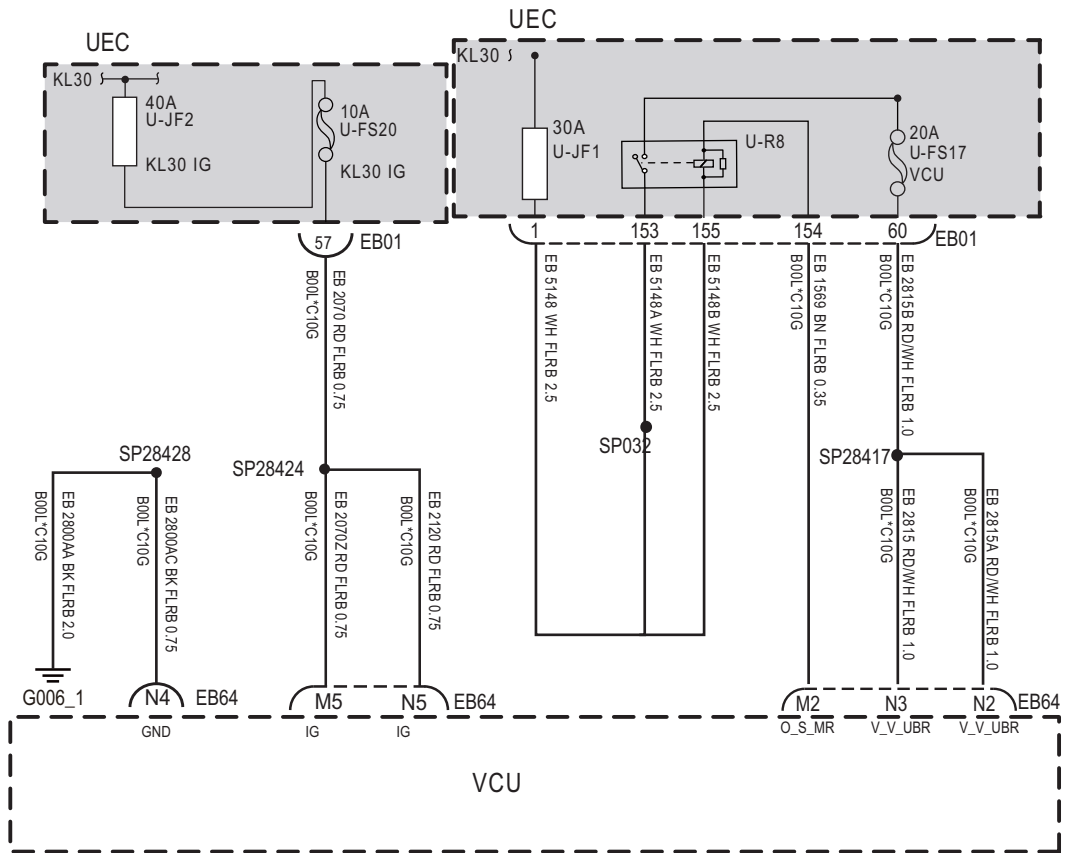 UEC
KL30
40A
U-JF2
KL30 IG
10A
U-FS20
KL30 IG
57
EB01
UEC
KL30
30A
U-JF1
U-R8
20A
U-FS17
VCU
1
153
155
154
60
EB01
EB 2070 RD FLRB 0.75
B00L*C10G
EB 5148 WH FLRB 2.5
EB 5148A WH FLRB 2.5
EB 5148B WH FLRB 2.5
EB 1569 BN FLRB 0.35
B00L*C10G
EB 2815B RD/WH FLRB 1.0
B00L*C10G
SP28428
SP28424
SP032
SP28417
EB 2800AA BK FLRB 2.0
B00L*C10G
EB 2800AC BK FLRB 0.75
B00L*C10G
EB 2070Z RD FLRB 0.75
B00L*C10G
EB 2120 RD FLRB 0.75
B00L*C10G
EB 2815 RD/WH FLRB 1.0
B00L*C10G
EB 2815A RD/WH FLRB 1.0
B00L*C10G
G006_1
N4
EB64
M5
N5
EB64
M2
N3
N2
EB64
GND
IG
IG
O_S_MR
V_V_UBR
V_V_UBR
VCU